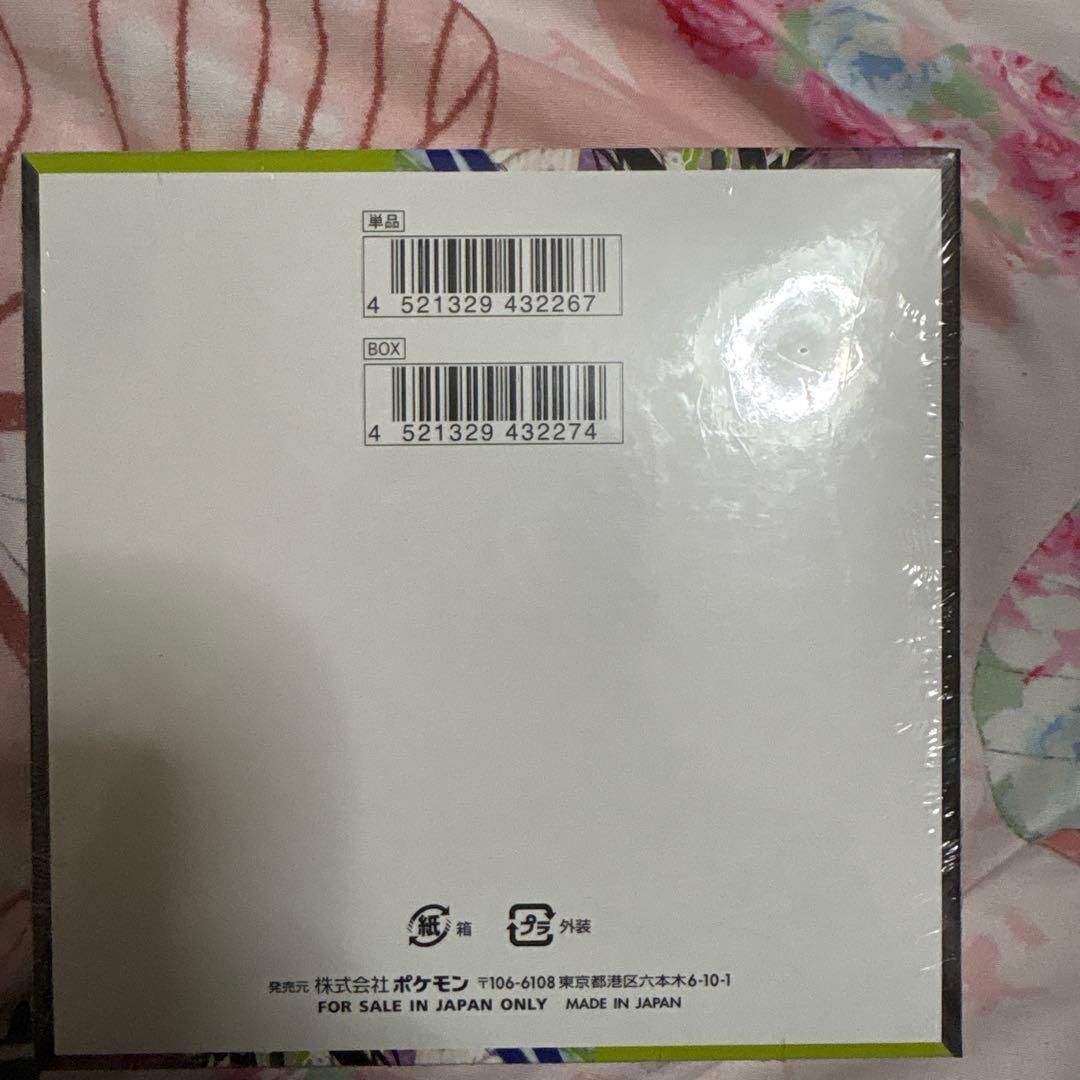 単品
4 521329 432267
BOX
4 521329 432274
紙 箱 プラ 外装
発売元 株式会社 ポケモン 〒106-6108 東京都港区六本木6-10-1
FOR SALE IN JAPAN ONLY MADE IN JAPAN